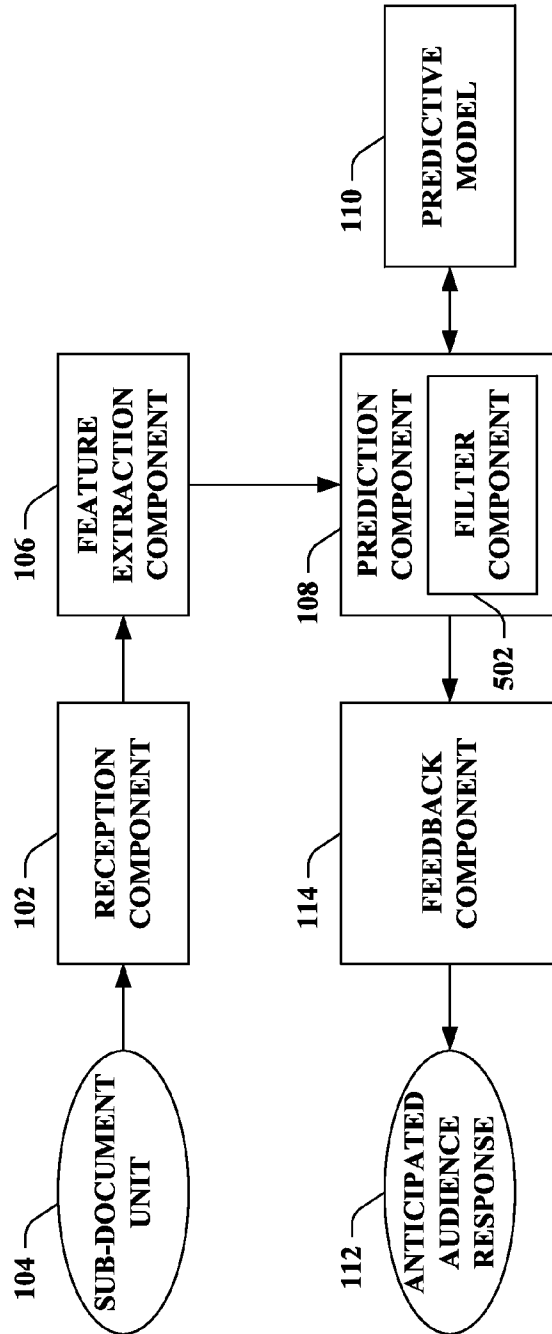 104
SUB-DOCUMENT
UNIT
102
RECEPTION
COMPONENT
106
FEATURE
EXTRACTION
COMPONENT
112
ANTICIPATED
AUDIENCE
RESPONSE
114
FEEDBACK
COMPONENT
108
PREDICTION
COMPONENT
502
FILTER
COMPONENT
110
PREDICTIVE
MODEL